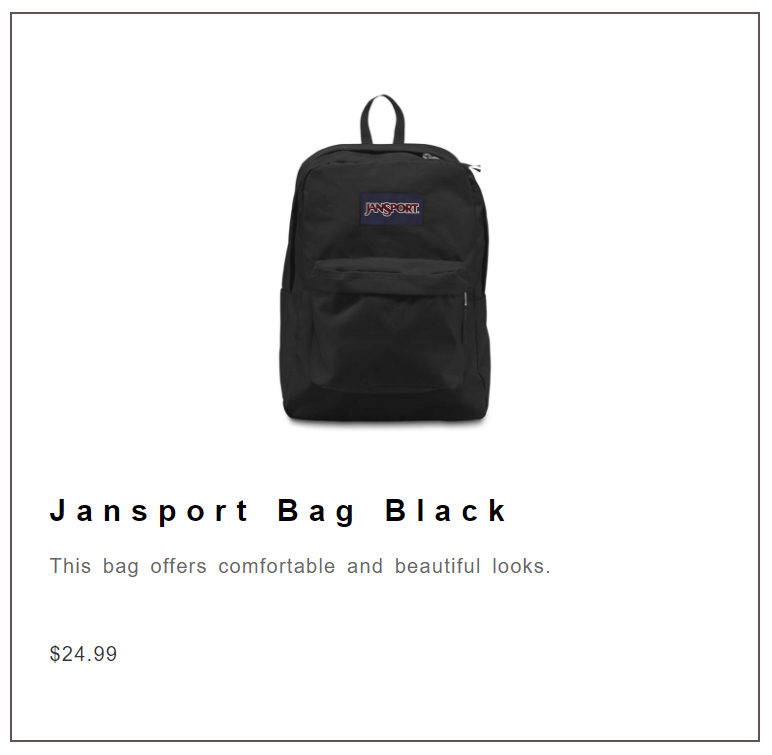 JANSPORT
Jansport Bag Black
This bag offers comfortable and beautiful looks.
$24.99